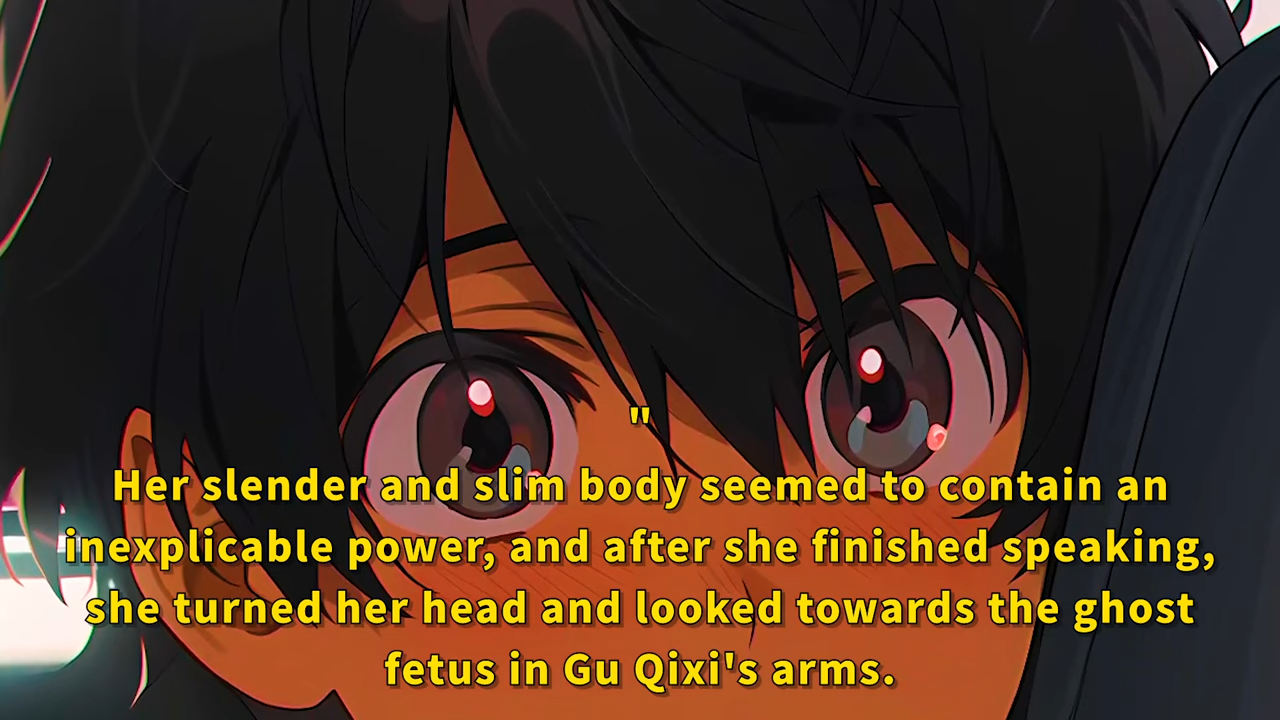 "
Her slender and slim body seemed to contain an
inexplicable power, and after she finished speaking,
she turned her head and looked towards the ghost
fetus in Gu Qixi's arms.